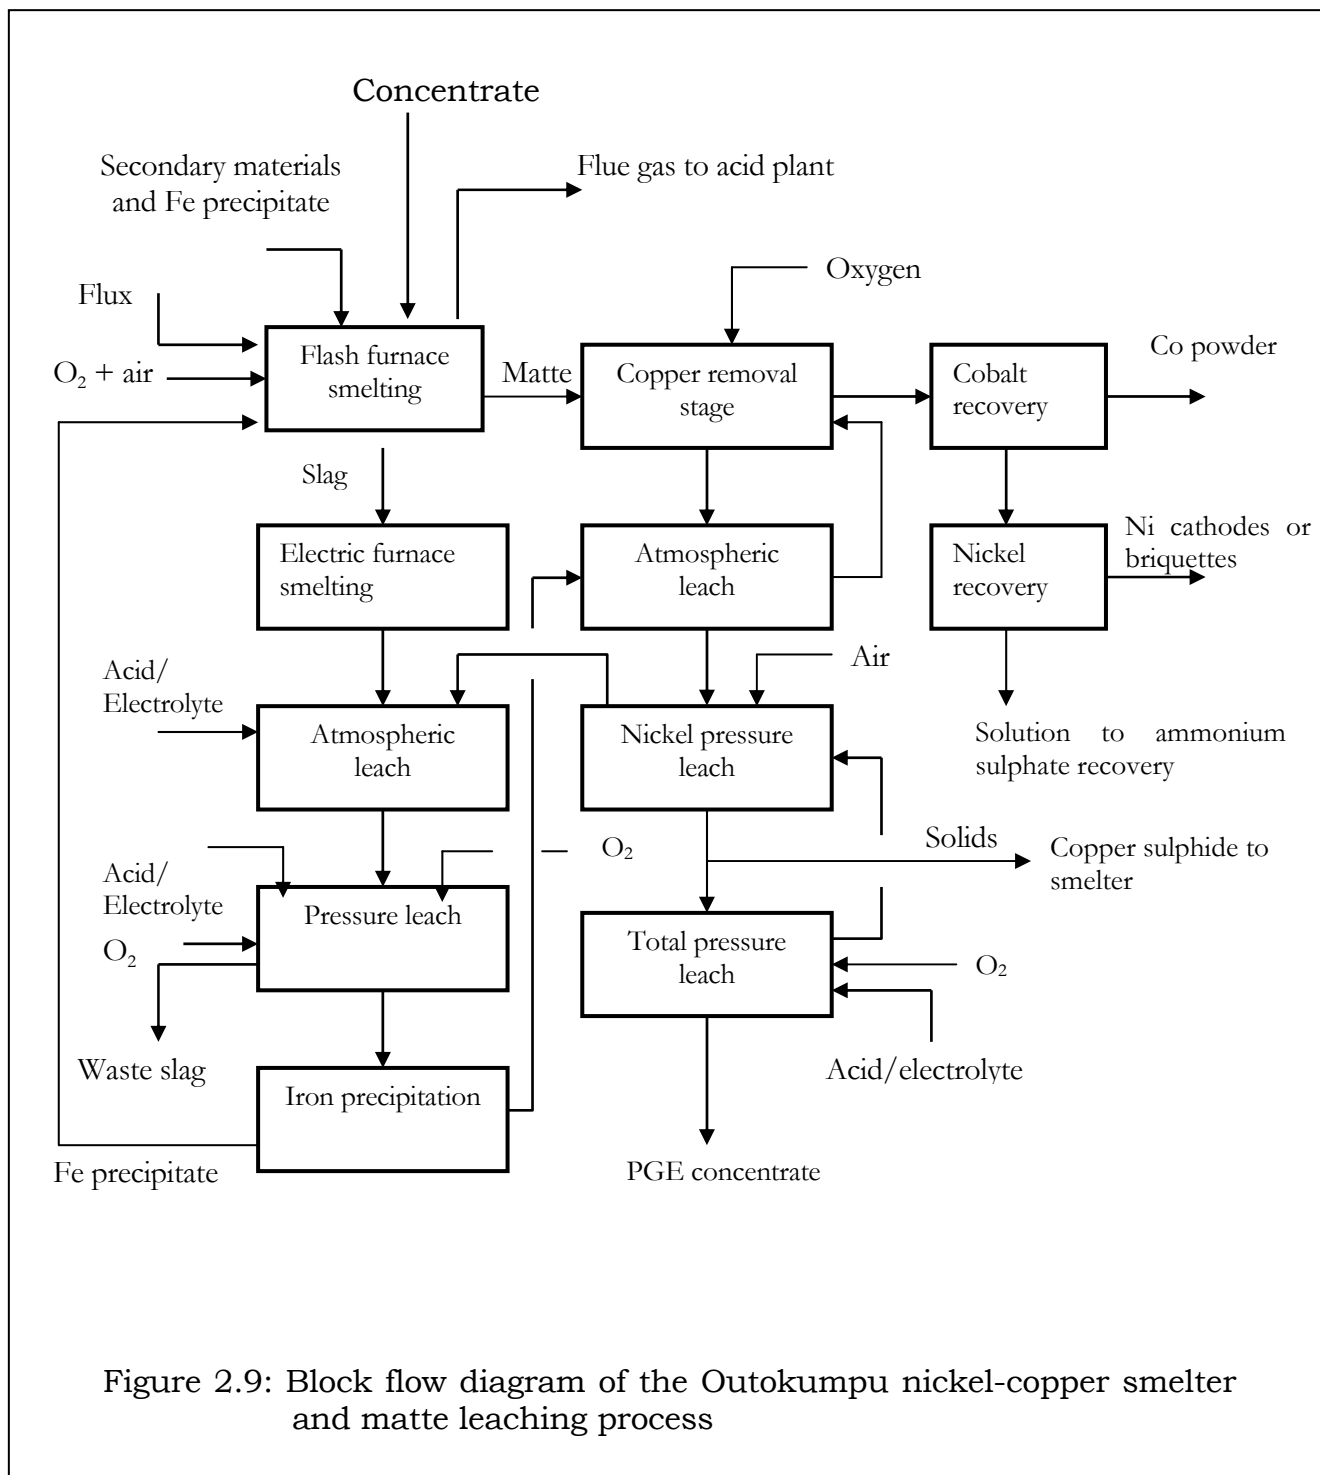 Concentrate
Secondary materials
and Fe precipitate
Flue gas to acid plant
Oxygen
Flux
O₂ + air
Flash furnace
smelting
Matte
Copper removal
stage
Cobalt
recovery
Co powder
Slag
Electric furnace
smelting
Atmospheric
leach
Nickel
recovery
Ni cathodes or
briquettes
Air
Acid/
Electrolyte
Atmospheric
leach
Nickel pressure
leach
Solution to ammonium
sulphate recovery
O₂
Solids
Copper sulphide to
smelter
Acid/
Electrolyte
O₂
Pressure leach
Total pressure
leach
O₂
Waste slag
Iron precipitation
Acid/electrolyte
Fe precipitate
PGE concentrate
Figure 2.9: Block flow diagram of the Outokumpu nickel-copper smelter
and matte leaching process